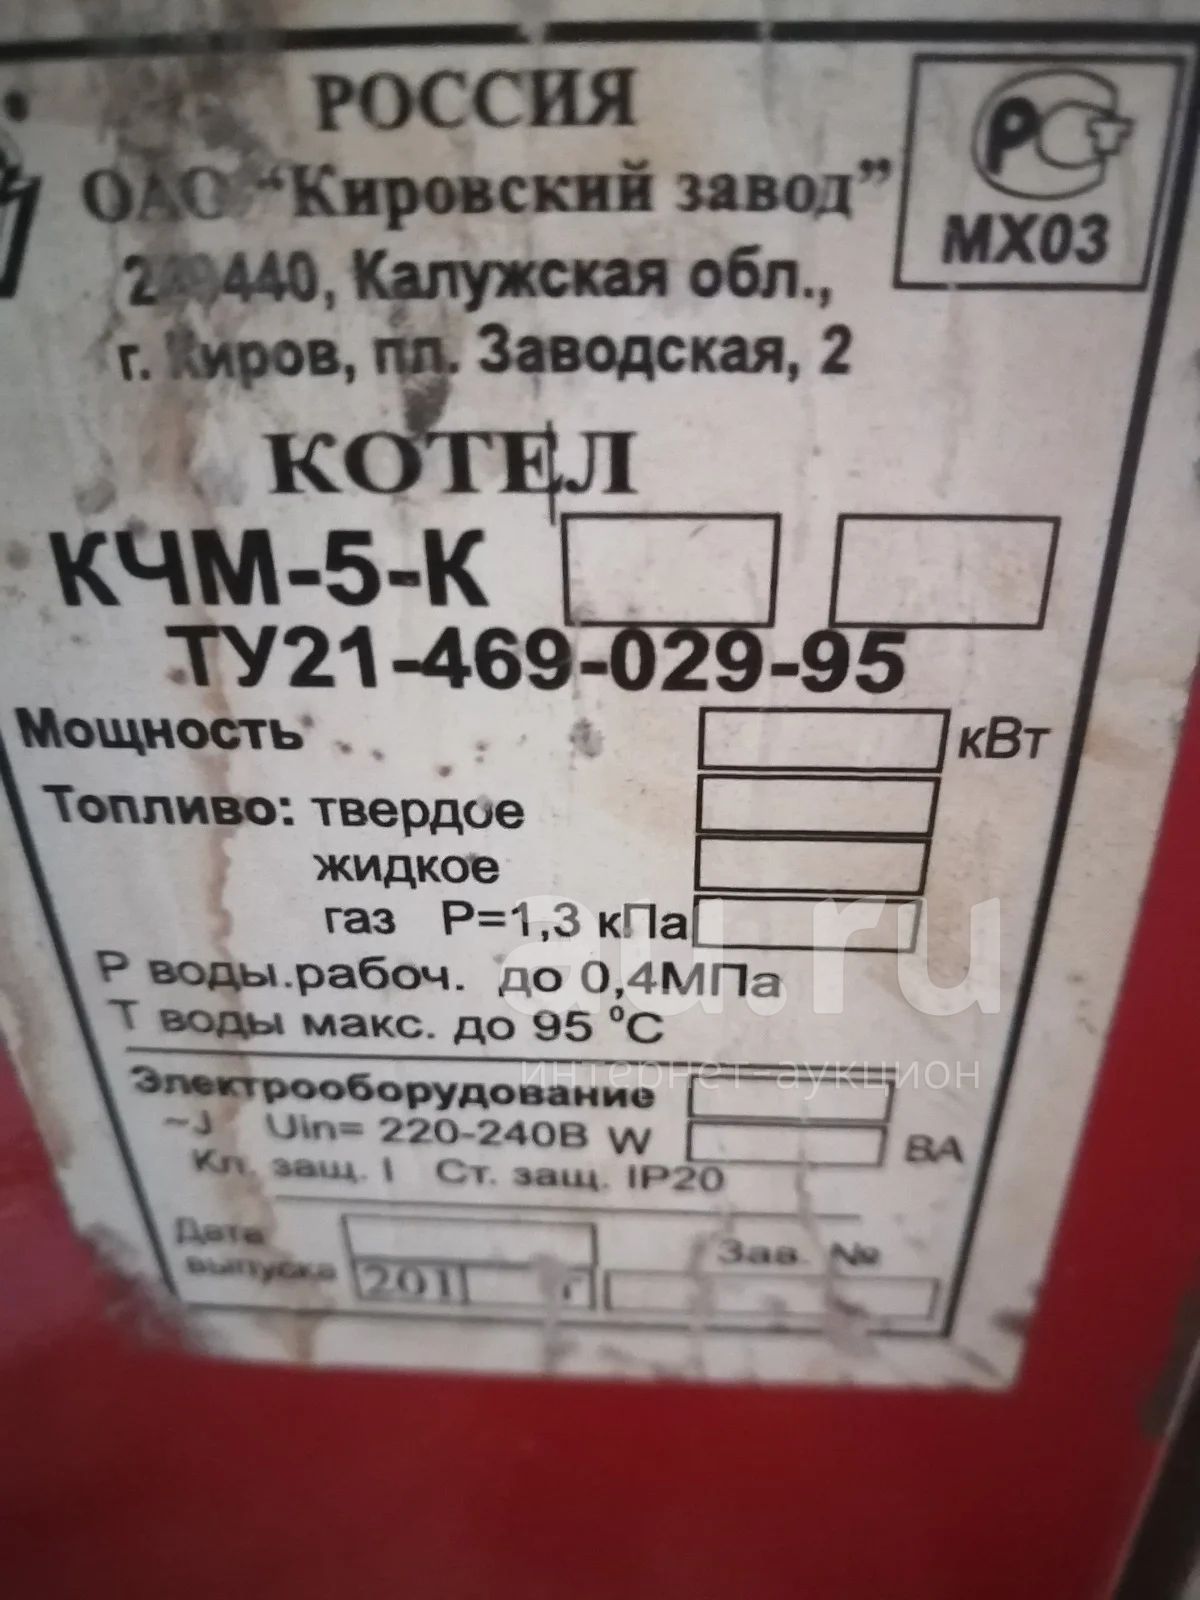 РОССИЯ
ОАО "Кировский завод"
РСТ
МХ03
440, Калужская обл.,
г. Киров, пл. Заводская, 2
КОТЕЛ
КЧМ-5-К
ТУ21-469-029-95
Мощность кВт
Топливо: твердое
жидкое
газ Р=1,3 кПа
Р воды.рабоч. до 0,4МПа
Т воды макс. до 95 °С
Электрооборудование
~J Uin= 220-240В W ВА
Кл. защ. I Ст. защ. IP20
Дата
выпуска 201 г
Зав. №
au.ru
интернет-аукцион